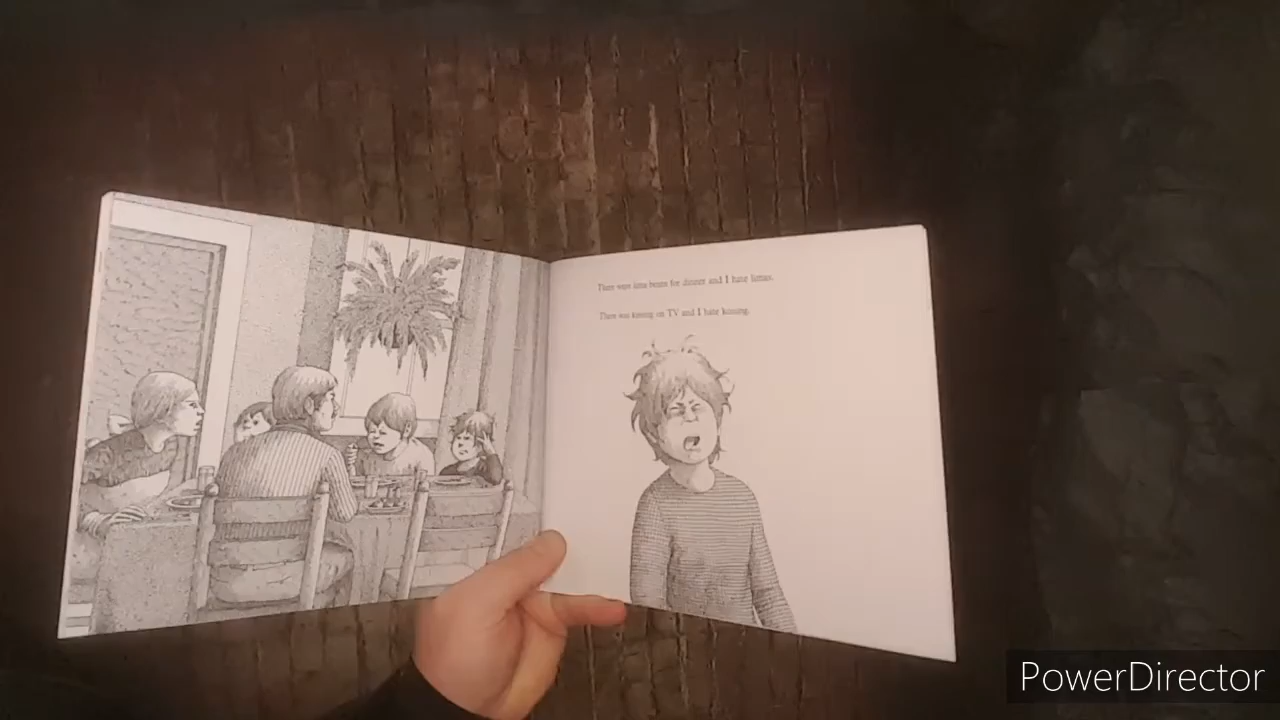 There were lima beans for dinner and I hate limas.
There was kissing on TV and I hate kissing.
PowerDirector